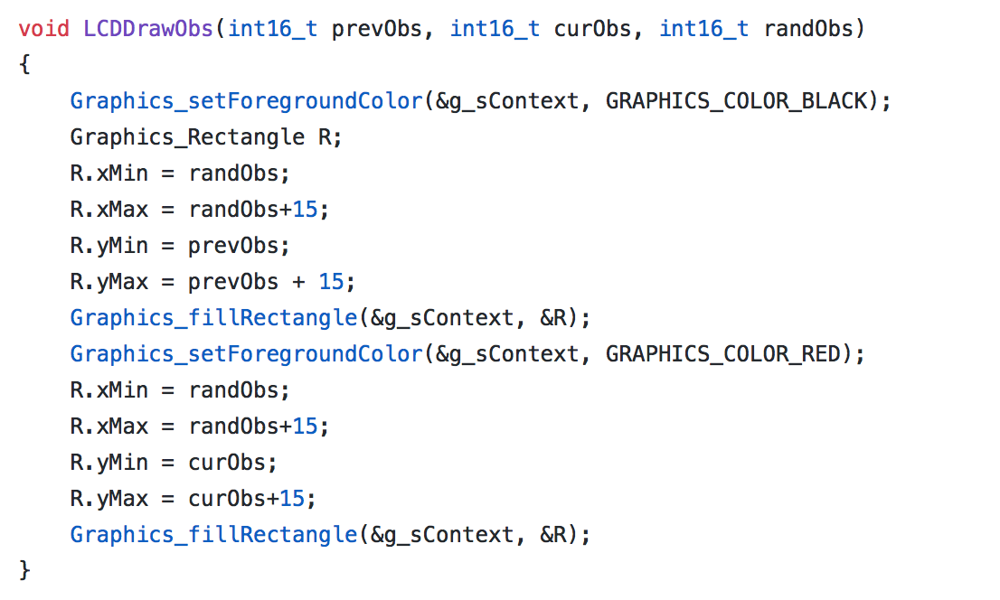 void LCDDrawObs(int16_t prevObs, int16_t curObs, int16_t randObs)
{
    Graphics_setForegroundColor(&g_sContext, GRAPHICS_COLOR_BLACK);
    Graphics_Rectangle R;
    R.xMin = randObs;
    R.xMax = randObs+15;
    R.yMin = prevObs;
    R.yMax = prevObs + 15;
    Graphics_fillRectangle(&g_sContext, &R);
    Graphics_setForegroundColor(&g_sContext, GRAPHICS_COLOR_RED);
    R.xMin = randObs;
    R.xMax = randObs+15;
    R.yMin = curObs;
    R.yMax = curObs+15;
    Graphics_fillRectangle(&g_sContext, &R);
}